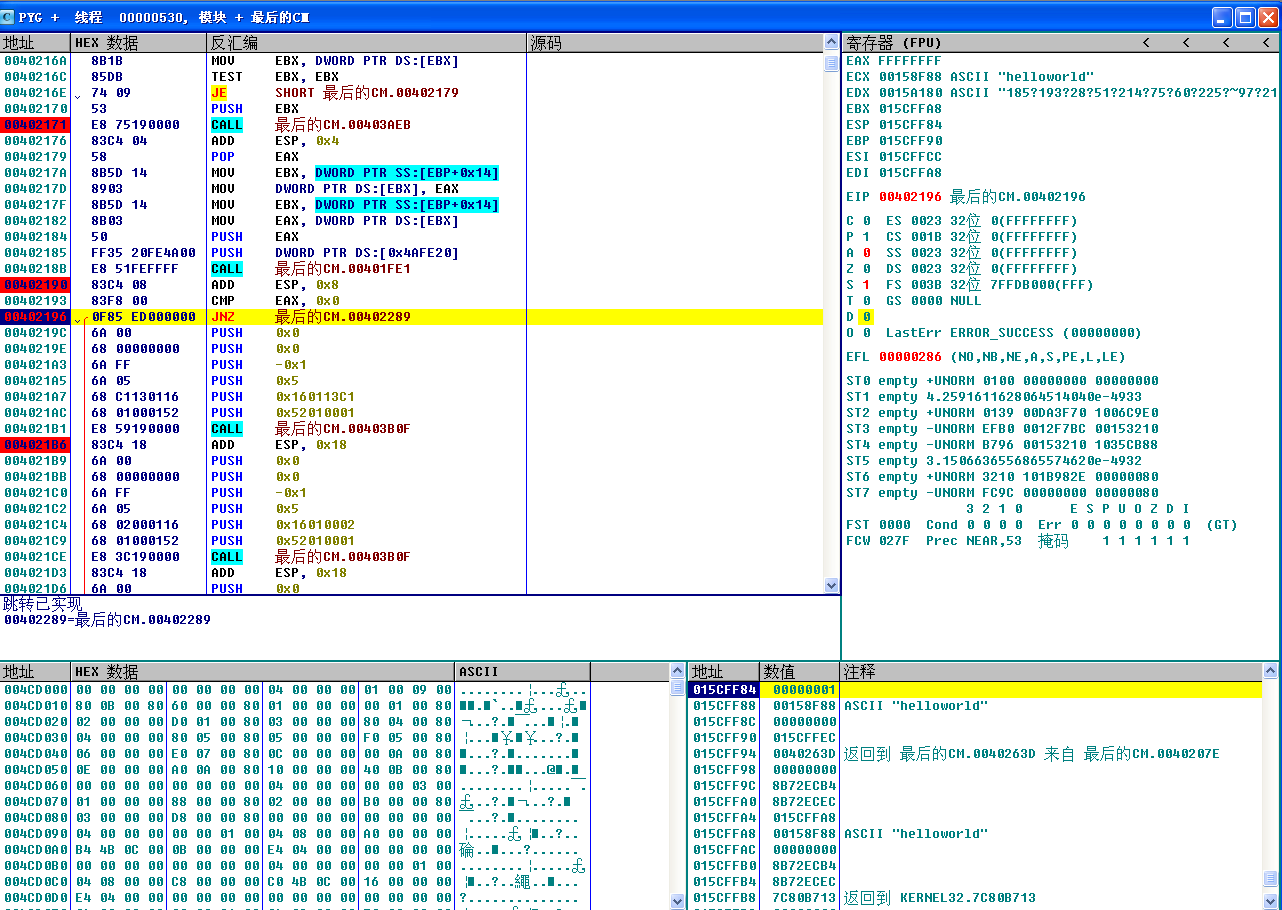 PYG + 线程 00000530, 模块 + 最后的CM
地址 HEX 数据 反汇编 源码
0040216A 8B1B MOV EBX, DWORD PTR DS:[EBX]
0040216C 85DB TEST EBX, EBX
0040216E 74 09 JE SHORT 最后的CM.00402179
00402170 53 PUSH EBX
00402171 E8 75190000 CALL 最后的CM.00403AEB
00402176 83C4 04 ADD ESP, 0x4
00402179 58 POP EAX
0040217A 8B5D 14 MOV EBX, DWORD PTR SS:[EBP+0x14]
0040217D 8903 MOV DWORD PTR DS:[EBX], EAX
0040217F 8B5D 14 MOV EBX, DWORD PTR SS:[EBP+0x14]
00402182 8B03 MOV EAX, DWORD PTR DS:[EBX]
00402184 50 PUSH EAX
00402185 FF35 20FE4A00 PUSH DWORD PTR DS:[0x4AFE20]
0040218B E8 51FEFFFF CALL 最后的CM.00401FE1
00402190 83C4 08 ADD ESP, 0x8
00402193 83F8 00 CMP EAX, 0x0
00402196 0F85 ED000000 JNZ 最后的CM.00402289
0040219C 6A 00 PUSH 0x0
0040219E 68 00000000 PUSH 0x0
004021A3 6A FF PUSH -0x1
004021A5 6A 05 PUSH 0x5
004021A7 68 C1130116 PUSH 0x160113C1
004021AC 68 01000152 PUSH 0x52010001
004021B1 E8 59190000 CALL 最后的CM.00403B0F
004021B6 83C4 18 ADD ESP, 0x18
004021B9 6A 00 PUSH 0x0
004021BB 68 00000000 PUSH 0x0
004021C0 6A FF PUSH -0x1
004021C2 6A 05 PUSH 0x5
004021C4 68 02000116 PUSH 0x16010002
004021C9 68 01000152 PUSH 0x52010001
004021CE E8 3C190000 CALL 最后的CM.00403B0F
004021D3 83C4 18 ADD ESP, 0x18
004021D6 6A 00 PUSH 0x0
跳转已实现
00402289=最后的CM.00402289
寄存器 (FPU) < < < <
EAX FFFFFFFF
ECX 00158F88 ASCII "helloworld"
EDX 0015A180 ASCII "185?193?28?51?214?75?60?225?~97?21
EBX 015CFFA8
ESP 015CFF84
EBP 015CFF90
ESI 015CFFCC
EDI 015CFFA8
EIP 00402196 最后的CM.00402196
C 0 ES 0023 32位 0(FFFFFFFF)
P 1 CS 001B 32位 0(FFFFFFFF)
A 0 SS 0023 32位 0(FFFFFFFF)
Z 0 DS 0023 32位 0(FFFFFFFF)
S 1 FS 003B 32位 7FFDB000(FFF)
T 0 GS 0000 NULL
D 0
O 0 LastErr ERROR_SUCCESS (00000000)
EFL 00000286 (NO,NB,NE,A,S,PE,L,LE)
ST0 empty +UNORM 0100 00000000 00000000
ST1 empty 4.2591611628064514040e-4933
ST2 empty +UNORM 0139 00DA3F70 1006C9E0
ST3 empty -UNORM EFB0 0012F7BC 00153210
ST4 empty -UNORM B796 00153210 1035CB88
ST5 empty 3.1506636556865574620e-4932
ST6 empty +UNORM 3210 101B982E 00000080
ST7 empty -UNORM FC9C 00000000 00000080
3 2 1 0 E S P U O Z D I
FST 0000 Cond 0 0 0 0 Err 0 0 0 0 0 0 0 0 (GT)
FCW 027F Prec NEAR,53 掩码 1 1 1 1 1 1
地址 HEX 数据 ASCII
004CD000 00 00 00 00 00 00 00 00 04 00 00 00 01 00 09 00
004CD010 80 0B 00 80 60 00 00 80 01 00 00 00 00 01 00 80
004CD020 02 00 00 00 D0 01 00 80 03 00 00 00 80 04 00 80
004CD030 04 00 00 00 80 05 00 80 05 00 00 00 F0 05 00 80
004CD040 06 00 00 00 E0 07 00 80 0C 00 00 00 00 0A 00 80
004CD050 0E 00 00 00 A0 0A 00 80 10 00 00 00 40 0B 00 80
004CD060 00 00 00 00 00 00 00 00 04 00 00 00 00 00 03 00
004CD070 01 00 00 00 88 00 00 80 02 00 00 00 B0 00 00 80
004CD080 03 00 00 00 D8 00 00 80 00 00 00 00 00 00 00 00
004CD090 04 00 00 00 00 00 01 00 04 08 00 00 A0 00 00 00
004CD0A0 B4 4B 0C 00 0B 00 00 00 E4 04 00 00 00 00 00 00
004CD0B0 00 00 00 00 00 00 00 00 04 00 00 00 00 00 01 00
004CD0C0 04 08 00 00 C8 00 00 00 C0 4B 0C 00 16 00 00 00
004CD0D0 E4 04 00 00 00 00 00 00 00 00 00 00 00 00 00 00
地址 数值 注释
015CFF84 00000001
015CFF88 00158F88 ASCII "helloworld"
015CFF8C 00000000
015CFF90 015CFFEC
015CFF94 0040263D 返回到 最后的CM.0040263D 来自 最后的CM.0040207E
015CFF98 00000000
015CFF9C 8B72ECB4
015CFFA0 8B72ECEC
015CFFA4 015CFFA8
015CFFA8 00158F88 ASCII "helloworld"
015CFFAC 00000000
015CFFB0 8B72ECB4
015CFFB4 8B72ECEC
015CFFB8 7C80B713 返回到 KERNEL32.7C80B713